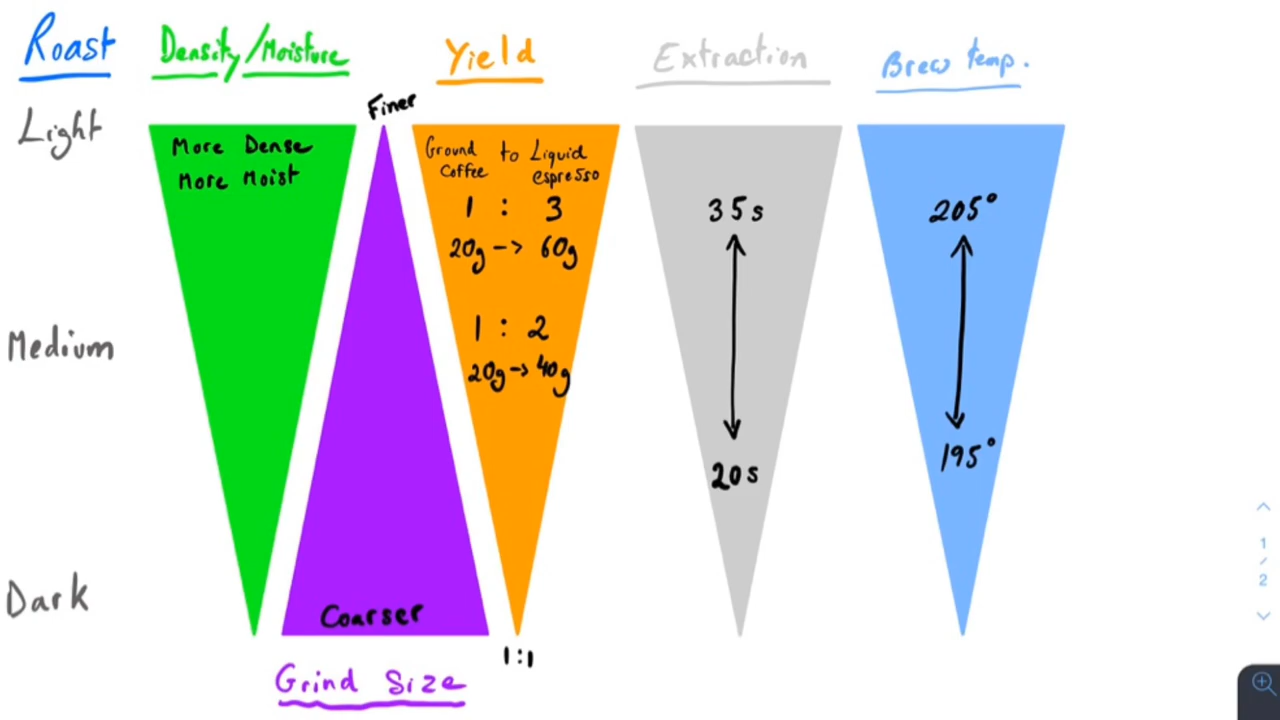 Roast
Density/Moisture
Yield
Extraction
Brew temp.
Light
Finer
More Dense
More Moist
Ground Coffee to Liquid espresso
1 : 3
20g -> 60g
35s
205°
Medium
1 : 2
20g -> 40g
20s
195°
Dark
Coarser
1:1
Grind Size
1
/
2